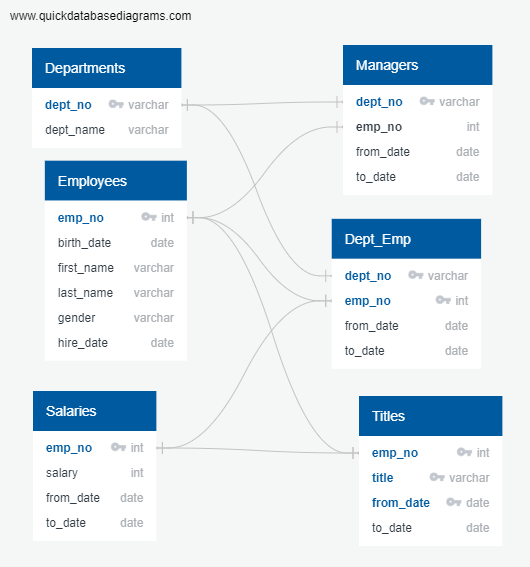 www.quickdatabasediagrams.com
Departments
dept_no varchar
dept_name varchar
Managers
dept_no varchar
emp_no int
from_date date
to_date date
Employees
emp_no int
birth_date date
first_name varchar
last_name varchar
gender varchar
hire_date date
Dept_Emp
dept_no varchar
emp_no int
from_date date
to_date date
Salaries
emp_no int
salary int
from_date date
to_date date
Titles
emp_no int
title varchar
from_date date
to_date date